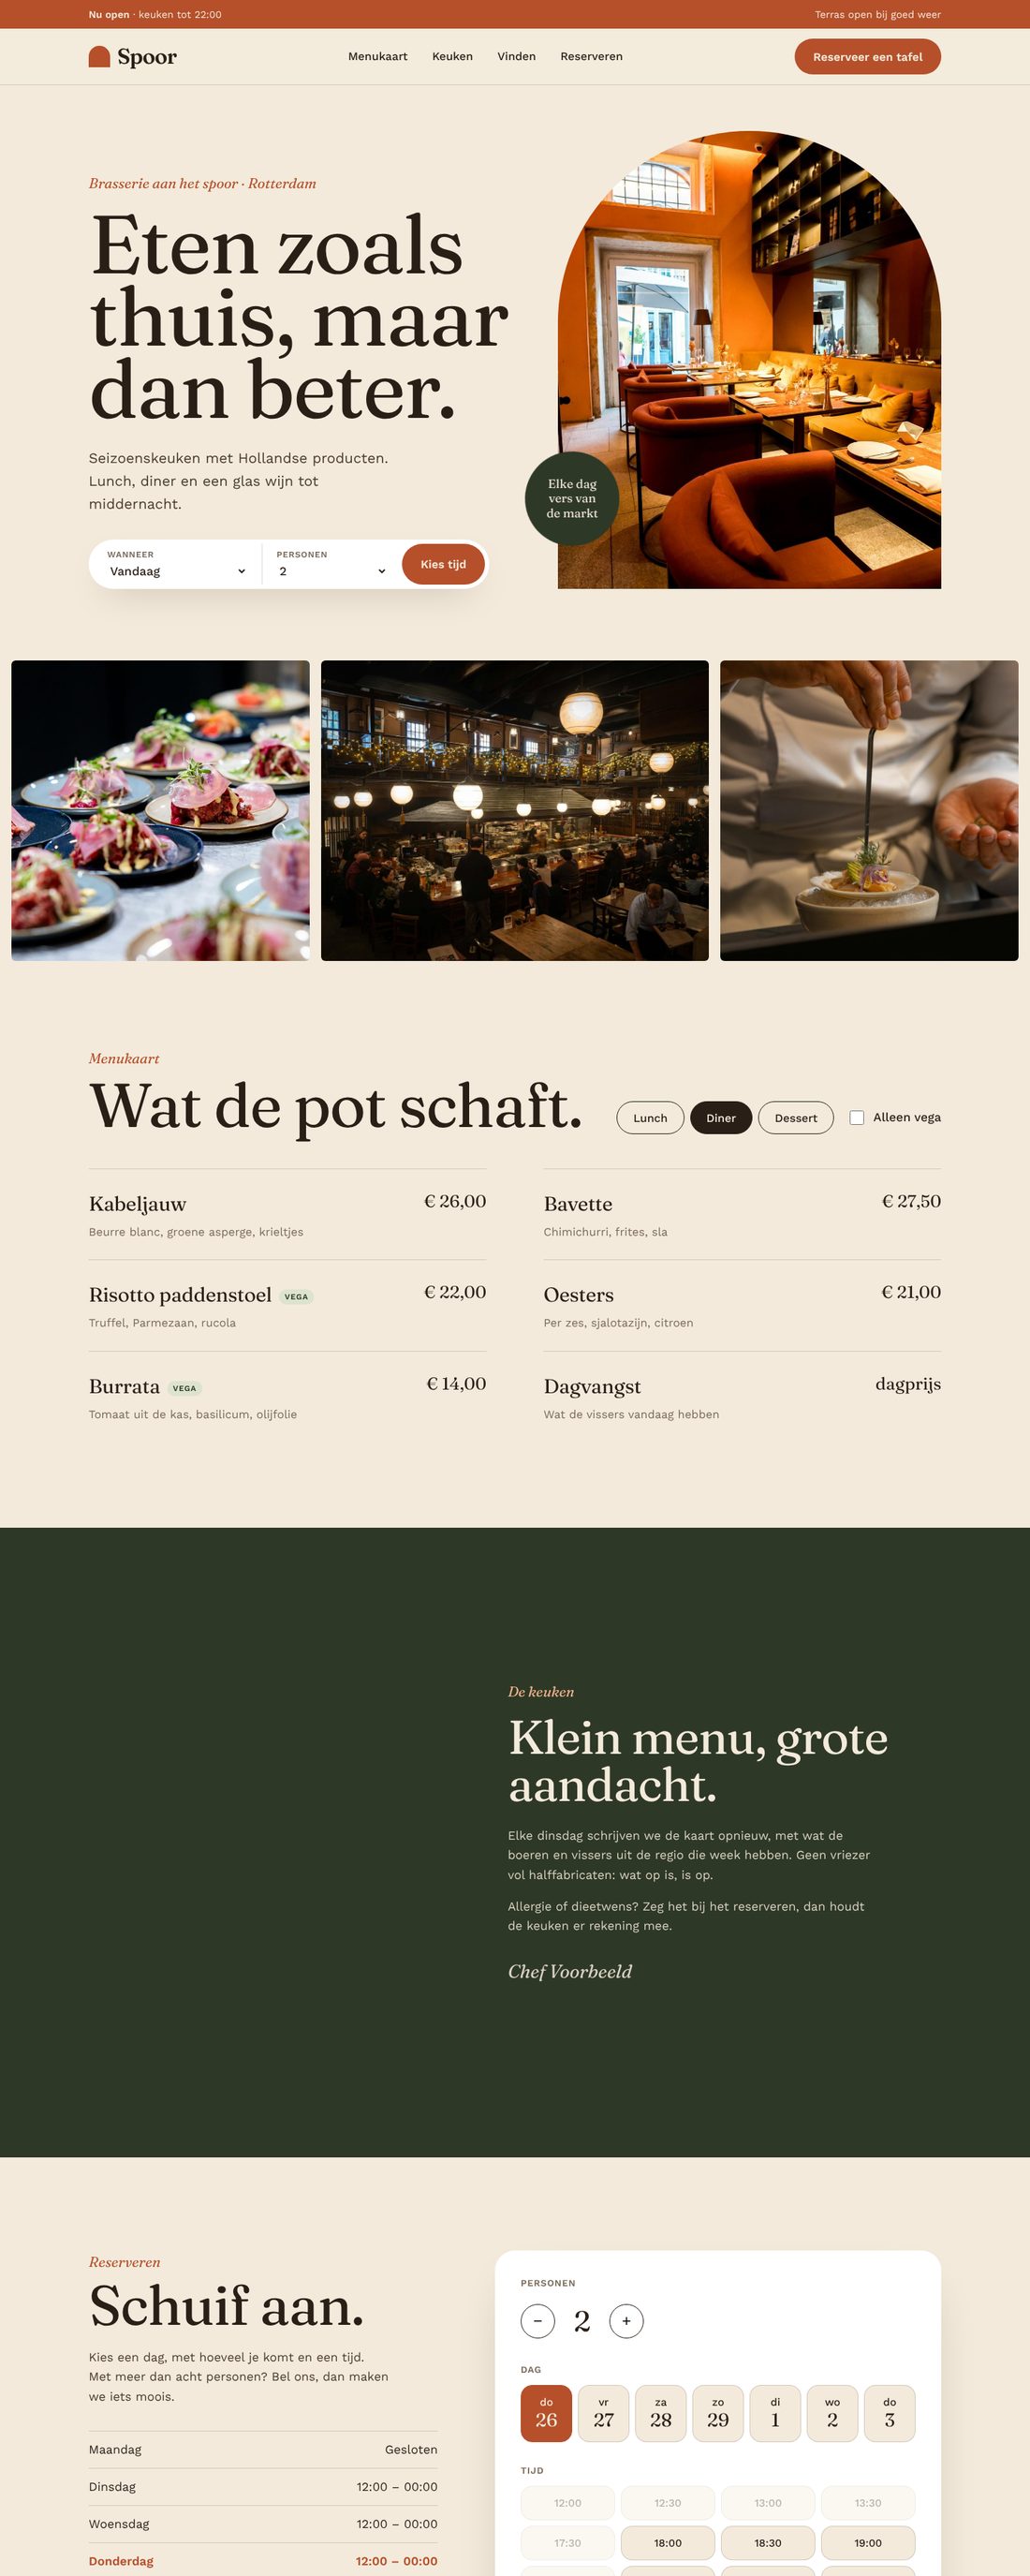 Nu open · keuken tot 22:00
Terras open bij goed weer
Spoor
Menukaart
Keuken
Vinden
Reserveren
Reserveer een tafel
Brasserie aan het spoor · Rotterdam
Eten zoals
thuis, maar
dan beter.
Seizoenskeuken met Hollandse producten.
Lunch, diner en een glas wijn tot
middernacht.
WANNEER
Vandaag
PERSONEN
2
Kies tijd
Elke dag
vers van
de markt
Menukaart
Wat de pot schaft.
Lunch
Diner
Dessert
Alleen vega
Kabeljauw
€ 26,00
Beurre blanc, groene asperge, krieltjes
Bavette
€ 27,50
Chimichurri, frites, sla
Risotto paddenstoel VEGA
€ 22,00
Truffel, Parmezaan, rucola
Oesters
€ 21,00
Per zes, sjalotazijn, citroen
Burrata VEGA
€ 14,00
Tomaat uit de kas, basilicum, olijfolie
Dagvangst
dagprijs
Wat de vissers vandaag hebben
De keuken
Klein menu, grote
aandacht.
Elke dinsdag schrijven we de kaart opnieuw, met wat de
boeren en vissers uit de regio die week hebben. Geen vriezer
vol halffabricaten: wat op is, is op.
Allergie of dieetwens? Zeg het bij het reserveren, dan houdt
de keuken er rekening mee.
Chef Voorbeeld
Reserveren
Schuif aan.
Kies een dag, met hoeveel je komt en een tijd.
Met meer dan acht personen? Bel ons, dan maken
we iets moois.
Maandag Gesloten
Dinsdag 12:00 – 00:00
Woensdag 12:00 – 00:00
Donderdag 12:00 – 00:00
PERSONEN
− 2 +
DAG
do vr za zo di wo do
26 27 28 29 1 2 3
TIJD
12:00 12:30 13:00 13:30
17:30 18:00 18:30 19:00